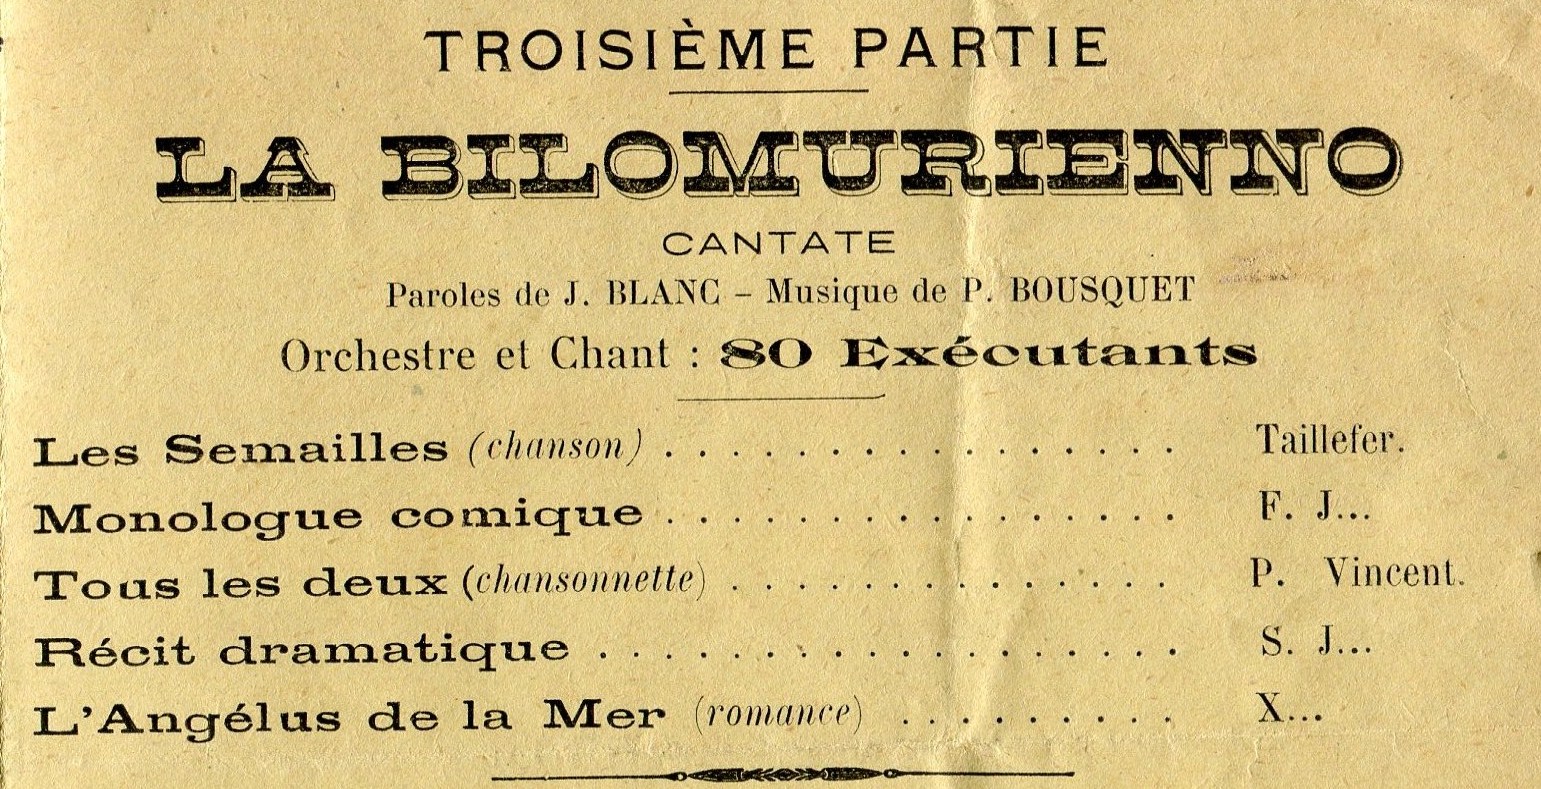 TROISIÈME PARTIE
LA BILOMURIENNO
CANTATE
Paroles de J. BLANC – Musique de P. BOUSQUET
Orchestre et Chant : 80 Exécutants
Les Semailles (chanson) . . . . . . . . . . . . . . . . . . Taillefer.
Monologue comique . . . . . . . . . . . . . . . . . . F. J...
Tous les deux (chansonnette) . . . . . . . . . . . . . . P. Vincent.
Récit dramatique . . . . . . . . . . . . . . . . . . . . S. J...
L'Angélus de la Mer (romance) . . . . . . . . . X...